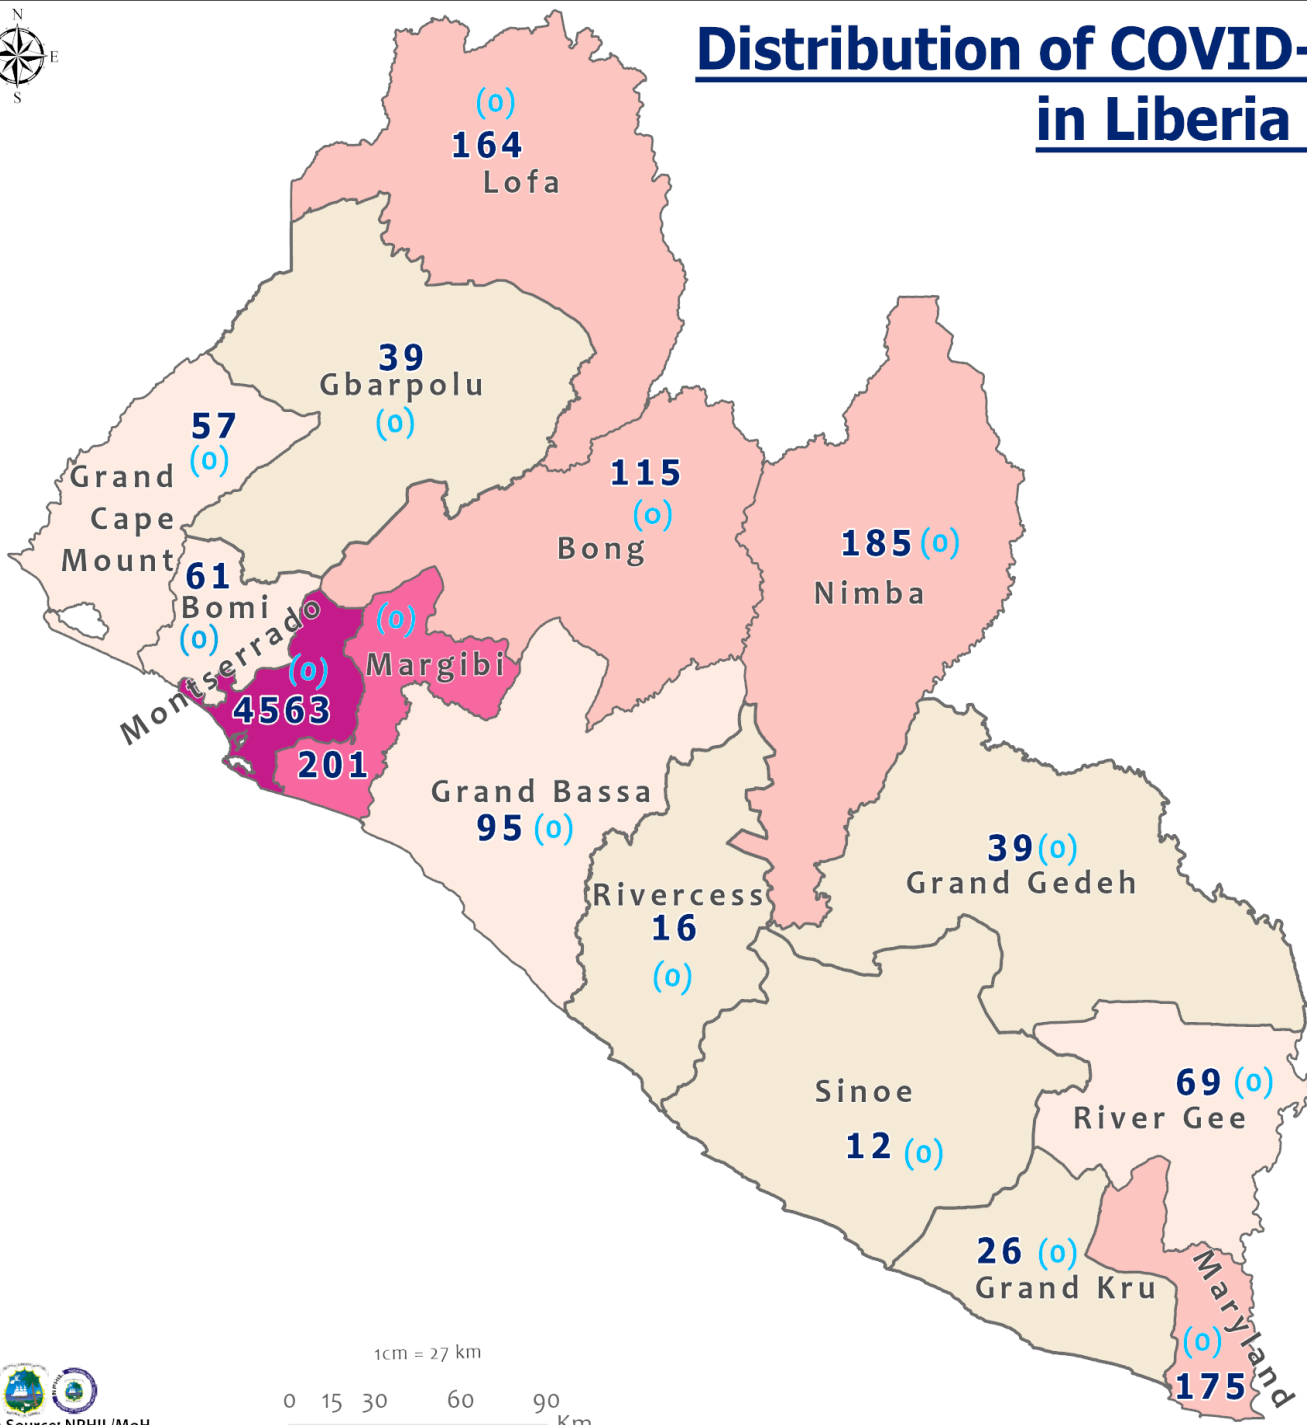 N
E
S
Distribution of COVID-
in Liberia
(0)
164
Lofa
39
Gbarpolu
(0)
57
(0)
Grand
Cape
Mount
115
(0)
Bong
185 (0)
Nimba
61
Bomi
(0)
Montserrado
(0)
4563
(0)
Margibi
201
Grand Bassa
95 (0)
Rivercess
16
(0)
39 (0)
Grand Gedeh
Sinoe
12 (0)
69 (0)
River Gee
26 (0)
Grand Kru
Maryland
(0)
175
1cm = 27 km
0 15 30 60 90
Km
Source: NPHIL/MoH